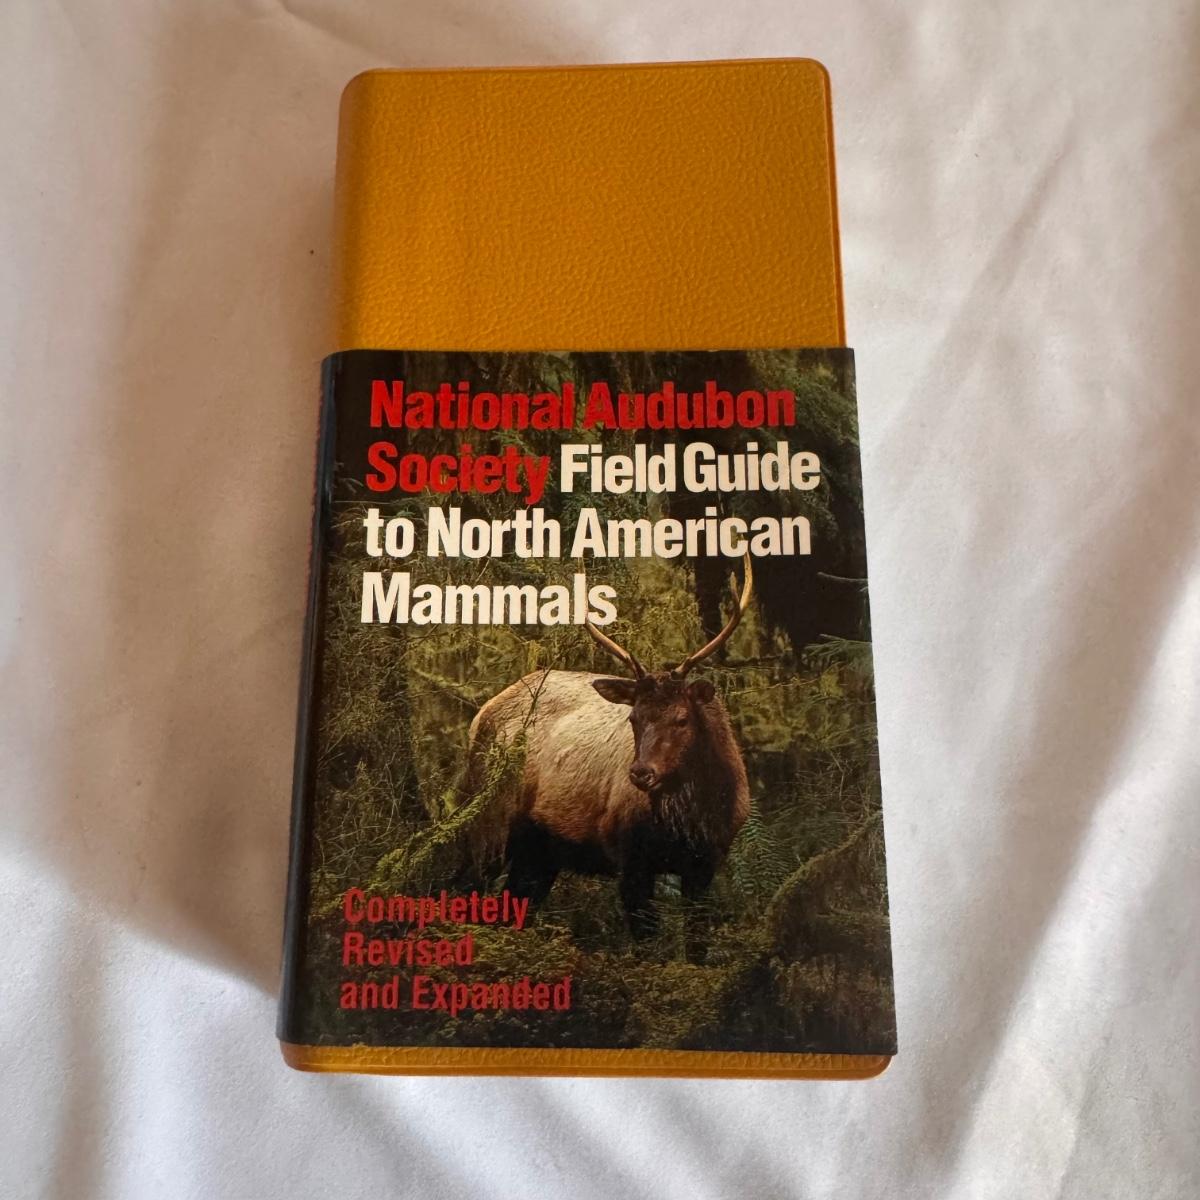 National Audubon
Society Field Guide
to North American
Mammals
Completely
Revised
and Expanded